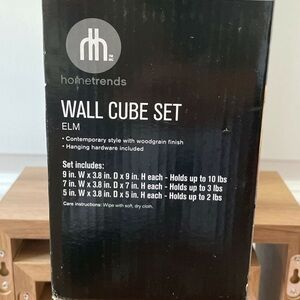 hometrends
WALL CUBE SET
ELM
• Contemporary style with woodgrain finish
• Hanging hardware included
Set includes:
9 in. W x 3.8 in. D x 9 in. H each - Holds up to 10 lbs
7 in. W x 3.8 in. D x 7 in. H each - Holds up to 3 lbs
5 in. W x 3.8 in. D x 5 in. H each - Holds up to 2 lbs
Care instructions: Wipe with soft, dry cloth.